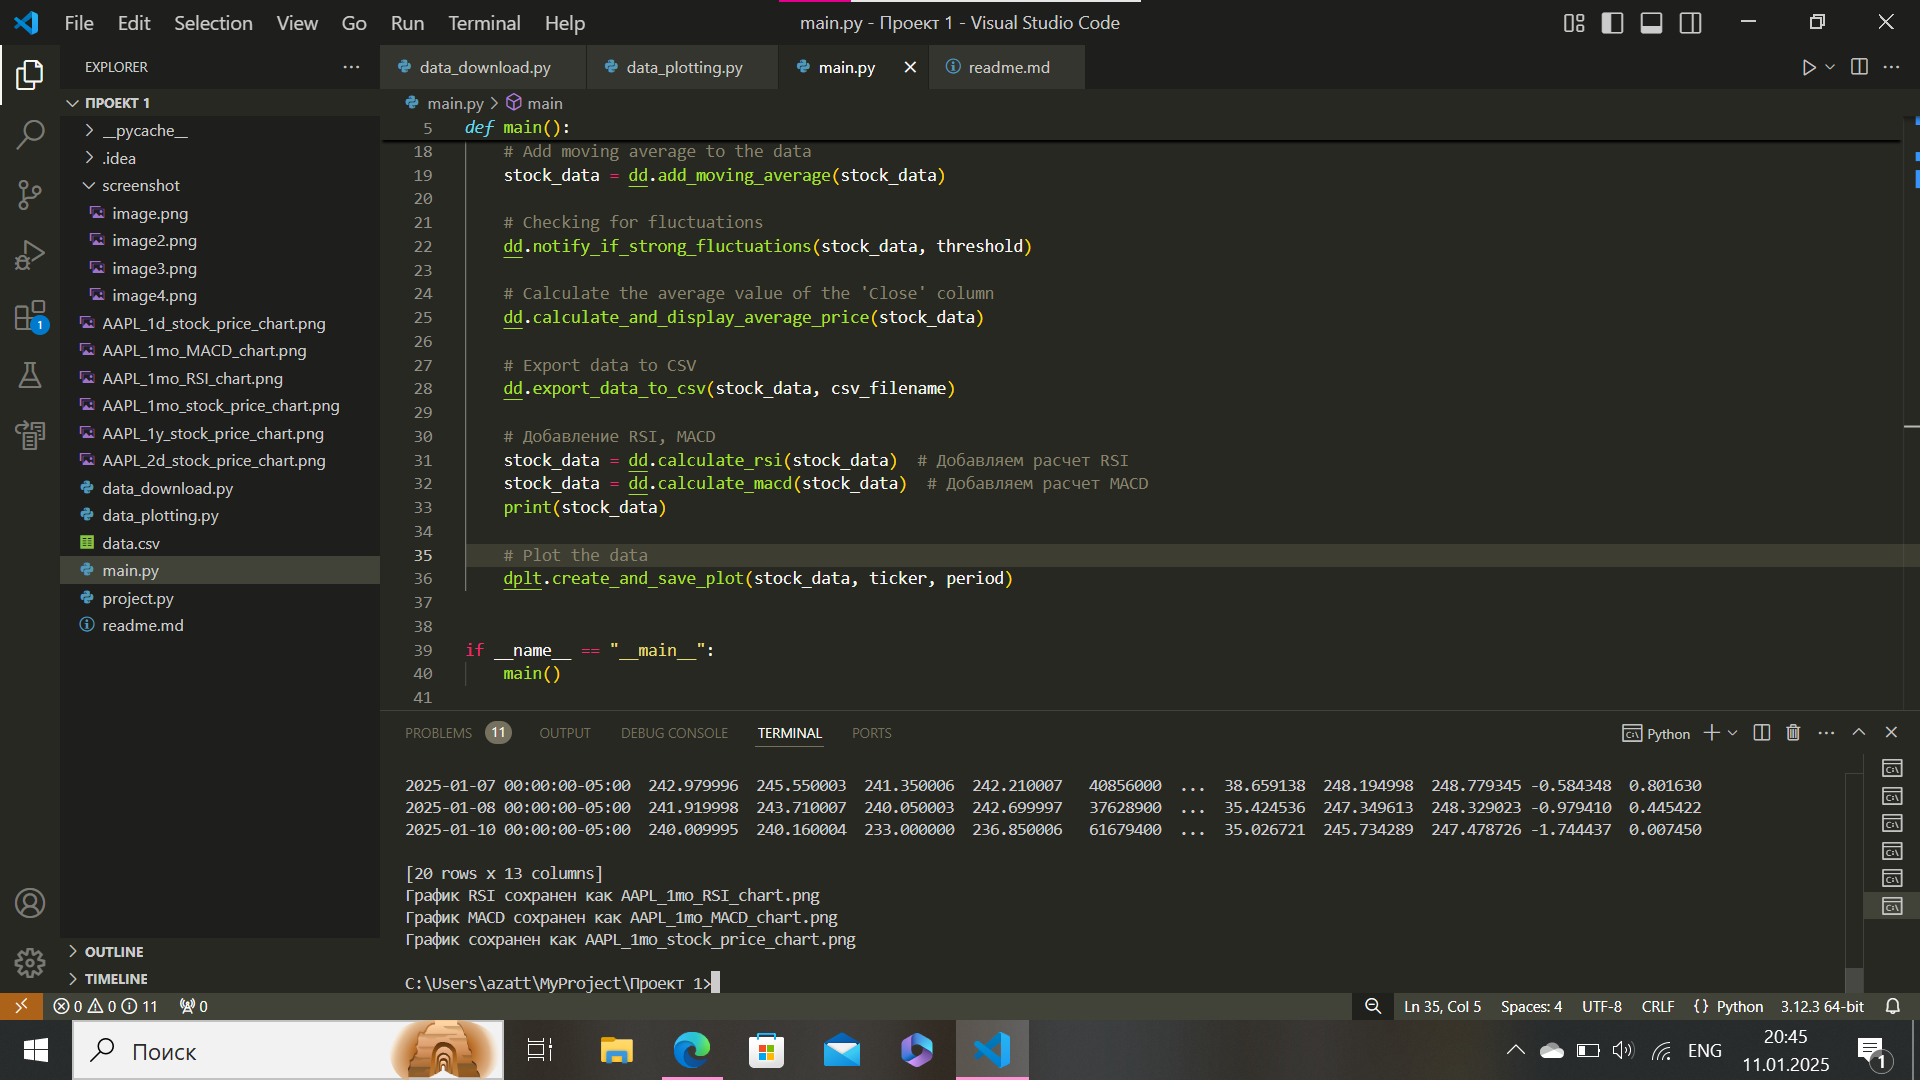 File Edit Selection View Go Run Terminal Help
main.py - Проект 1 - Visual Studio Code
EXPLORER
data_download.py
data_plotting.py
main.py
readme.md
ПРОЕКТ 1
main.py > main
__pycache__
.idea
screenshot
image.png
image2.png
image3.png
image4.png
AAPL_1d_stock_price_chart.png
AAPL_1mo_MACD_chart.png
AAPL_1mo_RSI_chart.png
AAPL_1mo_stock_price_chart.png
AAPL_1y_stock_price_chart.png
AAPL_2d_stock_price_chart.png
data_download.py
data_plotting.py
data.csv
main.py
project.py
readme.md
OUTLINE
TIMELINE
1
5 def main():
18 # Add moving average to the data
19 stock_data = dd.add_moving_average(stock_data)
20
21 # Checking for fluctuations
22 dd.notify_if_strong_fluctuations(stock_data, threshold)
23
24 # Calculate the average value of the 'Close' column
25 dd.calculate_and_display_average_price(stock_data)
26
27 # Export data to CSV
28 dd.export_data_to_csv(stock_data, csv_filename)
29
30 # Добавление RSI, MACD
31 stock_data = dd.calculate_rsi(stock_data) # Добавляем расчет RSI
32 stock_data = dd.calculate_macd(stock_data) # Добавляем расчет MACD
33 print(stock_data)
34
35 # Plot the data
36 dplt.create_and_save_plot(stock_data, ticker, period)
37
38
39 if __name__ == "__main__":
40 main()
41
PROBLEMS 11 OUTPUT DEBUG CONSOLE TERMINAL PORTS
Python
2025-01-07 00:00:00-05:00 242.979996 245.550003 241.350006 242.210007 40856000 ... 38.659138 248.194998 248.779345 -0.584348 0.801630
2025-01-08 00:00:00-05:00 241.919998 243.710007 240.050003 242.699997 37628900 ... 35.424536 247.349613 248.329023 -0.979410 0.445422
2025-01-10 00:00:00-05:00 240.009995 240.160004 233.000000 236.850006 61679400 ... 35.026721 245.734289 247.478726 -1.744437 0.007450
[20 rows x 13 columns]
График RSI сохранен как AAPL_1mo_RSI_chart.png
График MACD сохранен как AAPL_1mo_MACD_chart.png
График сохранен как AAPL_1mo_stock_price_chart.png
C:\Users\azatt\MyProject\Проект 1>
0 0 11 0
Ln 35, Col 5 Spaces: 4 UTF-8 CRLF {} Python 3.12.3 64-bit
Поиск
ENG
20:45
11.01.2025
1